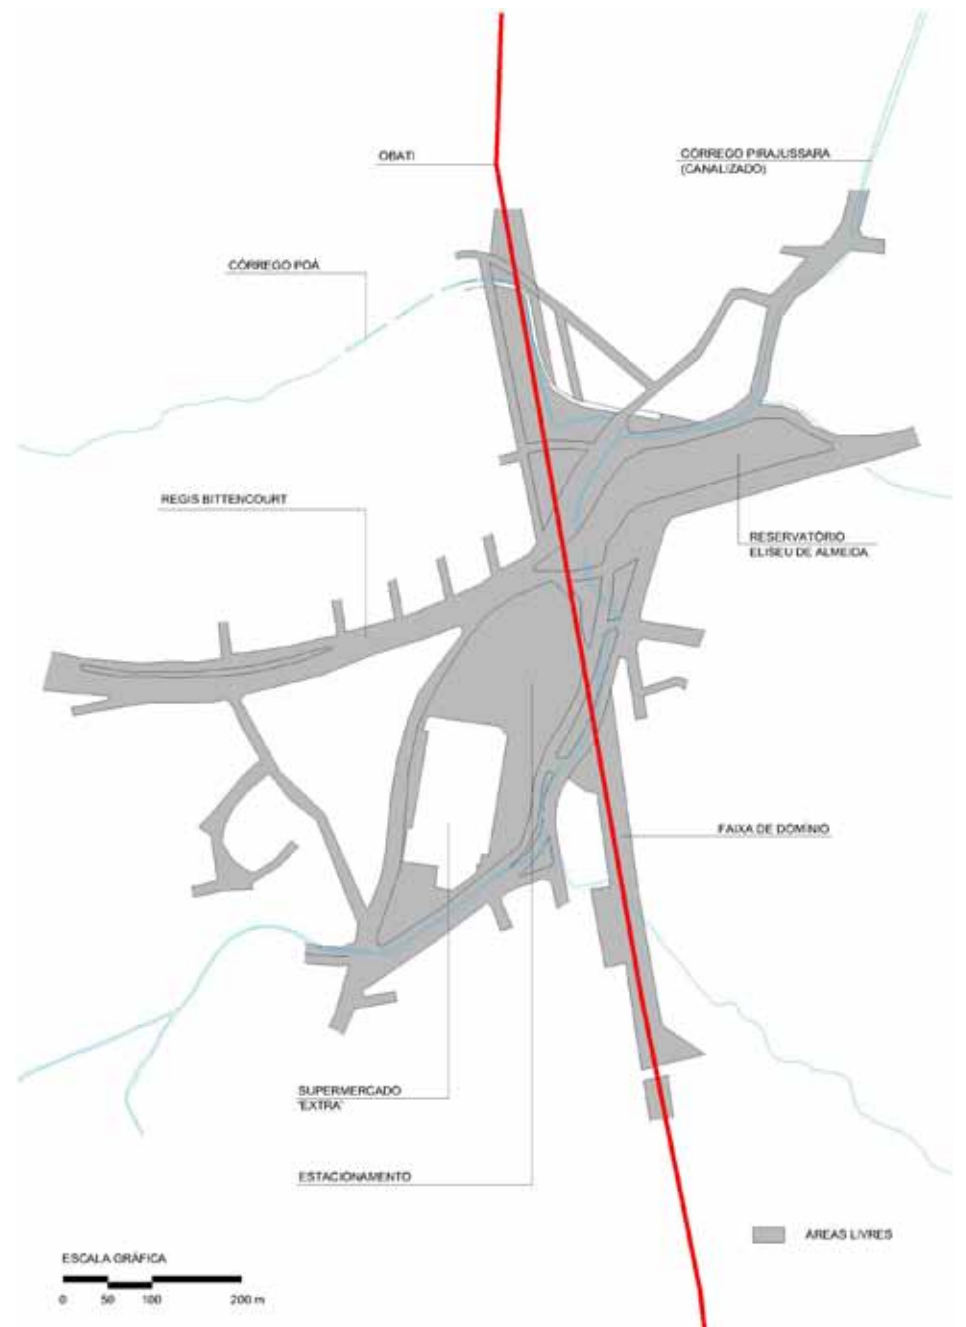 OBATI
CÓRREGO PIRAJUSSARA
(CANALIZADO)
CÓRREGO POÁ
REGIS BITTENCOURT
RESERVATÓRIO
ELISEU DE ALMEIDA
FAIXA DE DOMÍNIO
SUPERMERCADO
"EXTRA"
ESTACIONAMENTO
ÁREAS LIVRES
ESCALA GRÁFICA
0 50 100 200 m